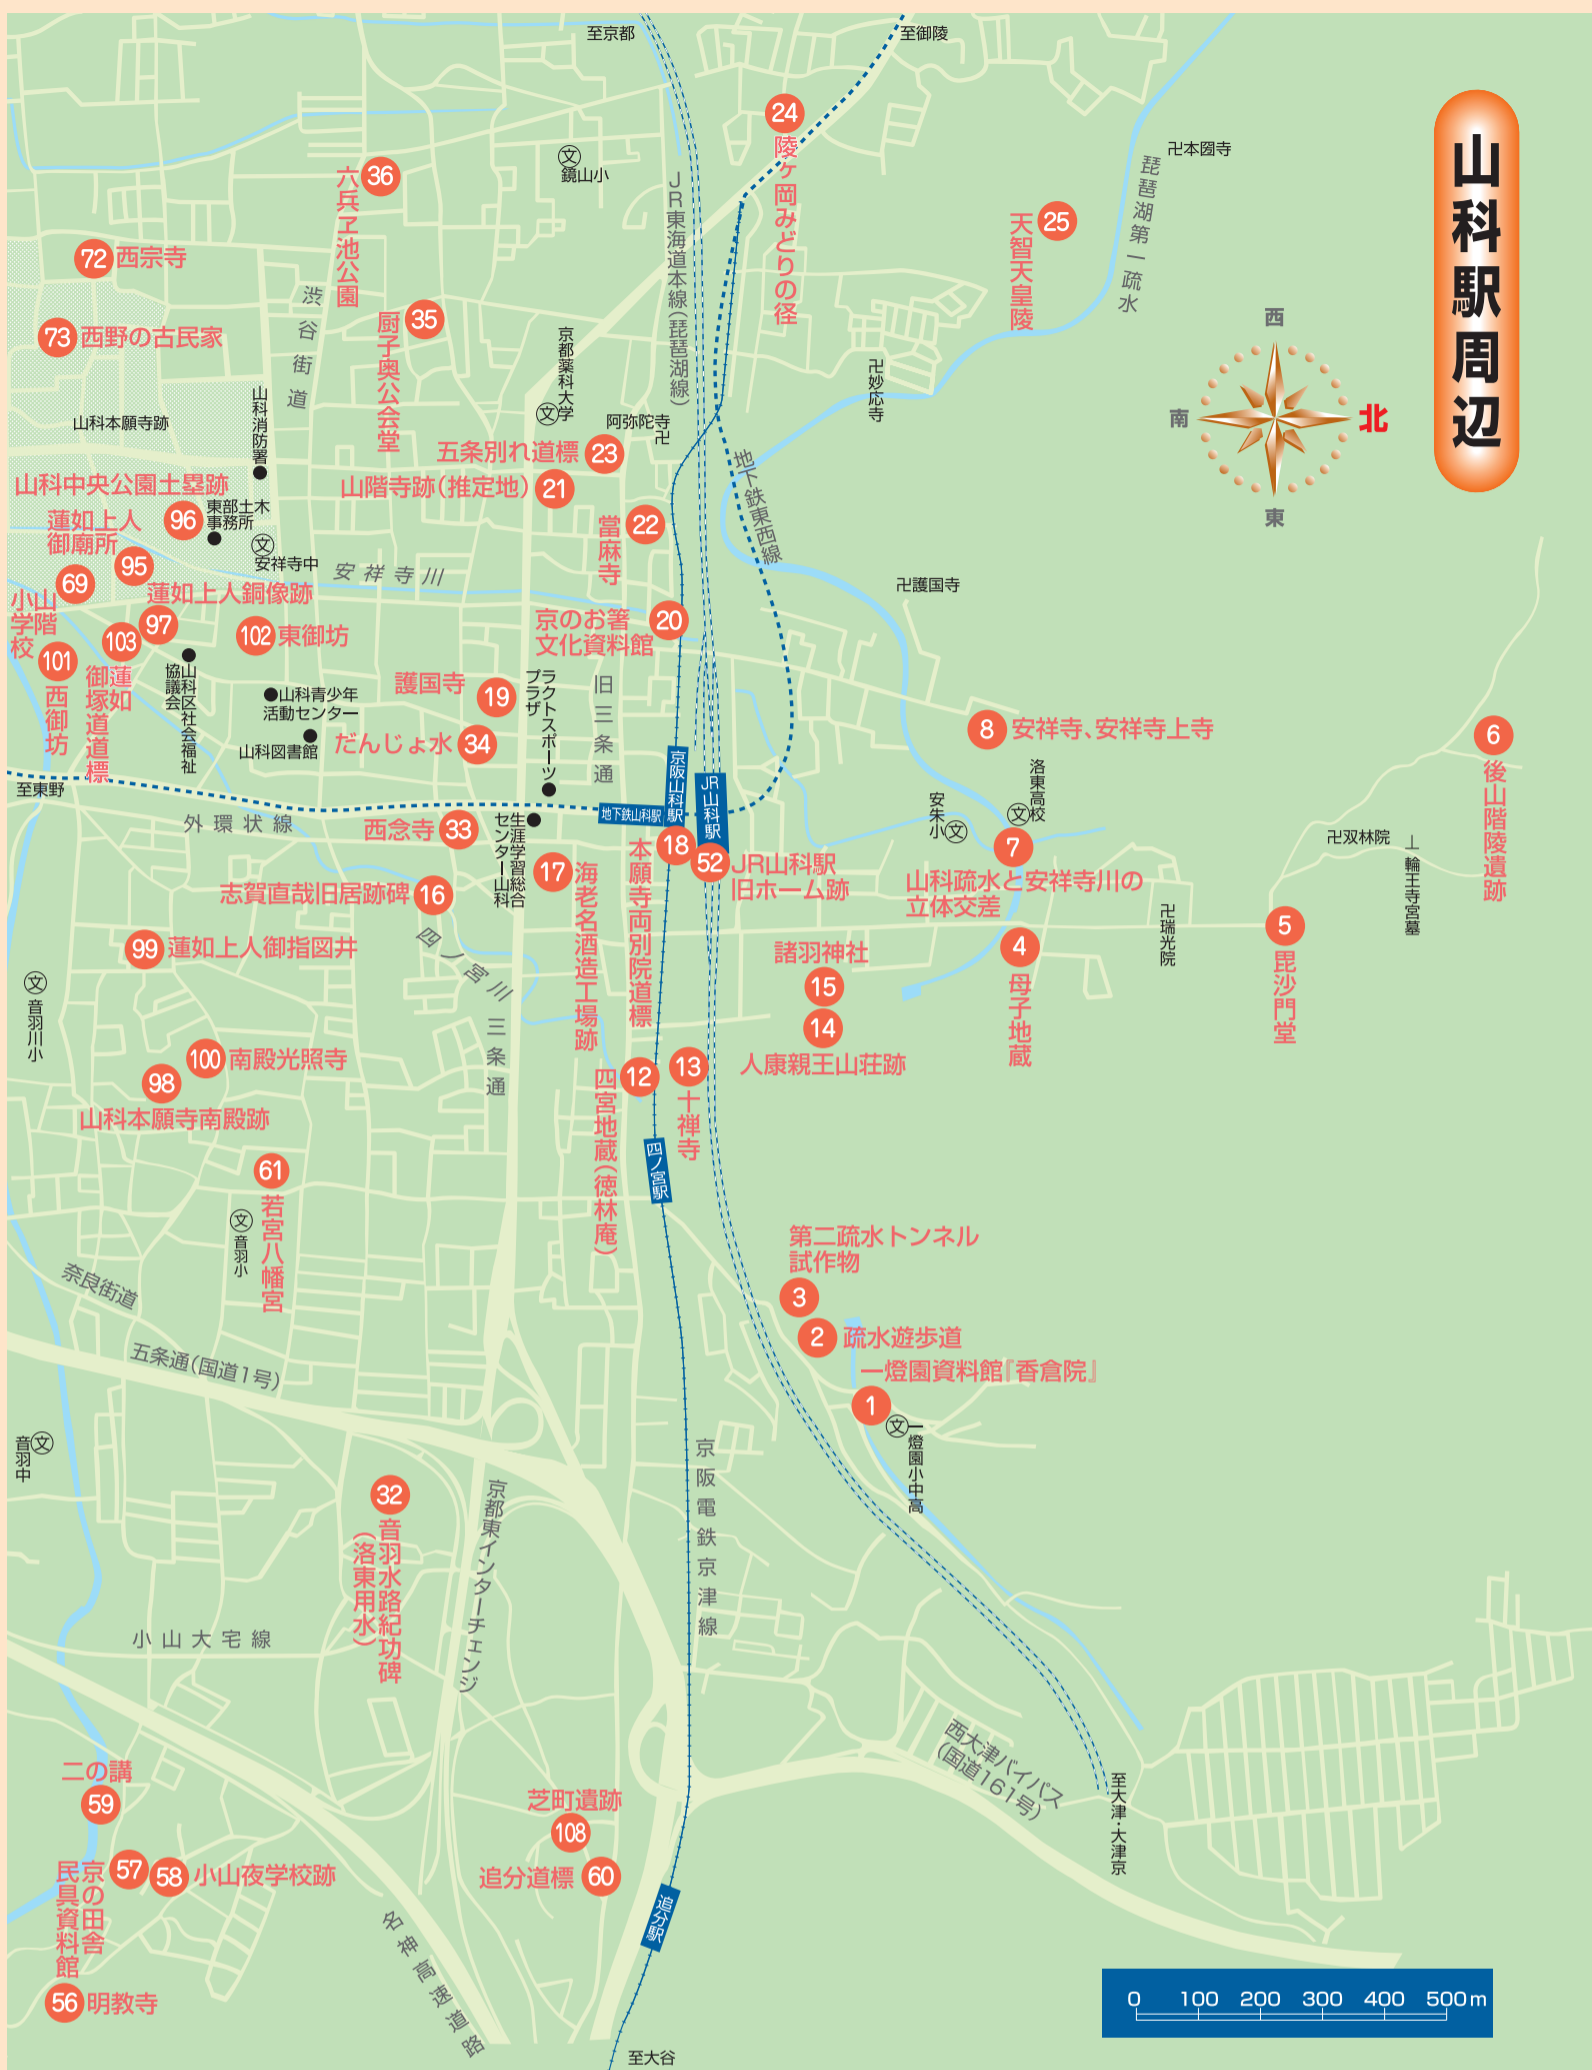 山科駅周辺
至京都
至御陵
24
陵ヶ岡みどりの径
卍本圀寺
琵琶湖第一疏水
25
天智天皇陵
36
六兵ヱ池公園
文
鏡山小
JR東海道本線(琵琶湖線)
72
西宗寺
73
西野の古民家
渋谷街道
35
厨子奥公会堂
京都薬科大学
文
阿弥陀寺
卍
卍妙応寺
西
南
北
東
山科本願寺跡
山科消防署
五条別れ道標
23
山階寺跡(推定地)
21
地下鉄東西線
山科中央公園土塁跡
96
東部土木
事務所
蓮如上人
御廟所
95
文
安祥寺中
安祥寺川
當麻寺
22
卍護国寺
69
小山
学階
校
蓮如上人銅像跡
97
103
蓮如
御塚道道標
102
東御坊
101
西御坊
京のお箸
文化資料館
20
山科区社会福祉
協議会
山科青少年
活動センター
山科図書館
護国寺
19
だんじょ水
34
ラクトスポーツ
プラザ
旧三条通
京阪山科駅
JR山科駅
地下鉄山科駅
8
安祥寺、安祥寺上寺
6
後山階陵遺跡
洛東高校
文
安朱小
文
至東野
外環状線
西念寺
33
生涯学習総合
センター山科
18
本願寺両別院道標
52
JR山科駅
旧ホーム跡
7
山科疏水と安祥寺川の
立体交差
卍双林院
⊥輪王寺宮墓
17
海老名酒造工場跡
志賀直哉旧居跡碑
16
四ノ宮川
99
蓮如上人御指図井
文
音羽川小
諸羽神社
15
14
人康親王山荘跡
4
母子地蔵
卍瑞光院
5
毘沙門堂
三条通
100
南殿光照寺
98
山科本願寺南殿跡
12
四宮地蔵(徳林庵)
13
十禅寺
四ノ宮駅
61
若宮八幡宮
文
音羽小
第二疏水トンネル
試作物
3
2
疏水遊歩道
一燈園資料館『香倉院』
1
文
一燈園小中高
奈良街道
五条通(国道1号)
文
音羽中
32
音羽水路紀功碑
(洛東用水)
京都東インターチェンジ
京阪電鉄京津線
小山大宅線
西大津バイパス
(国道161号)
至大津・大津京
二の講
59
57
京の田舎
民具資料館
58
小山夜学校跡
56
明教寺
芝町遺跡
108
追分道標
60
追分駅
名神高速道路
至大谷
0 100 200 300 400 500m